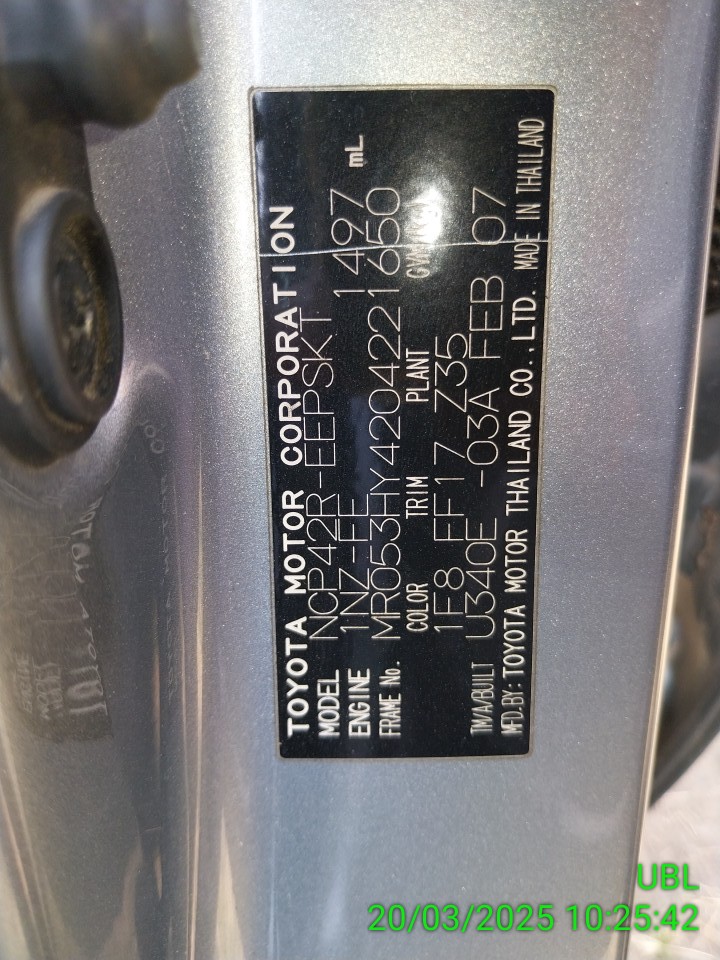 TOYOTA MOTOR CORPORATION
MODEL NCP42R-EEPSKT
ENGINE 1NZ-FE 1497 mL
FRAME No. MR053HY4204221650
COLOR TRIM PLANT
1F8 FF17 Z35
TM/A/BUILT U340E -03A FEB 07
MFD.BY: TOYOTA MOTOR THAILAND CO., LTD. MADE IN THAILAND
UBL
20/03/2025 10:25:42